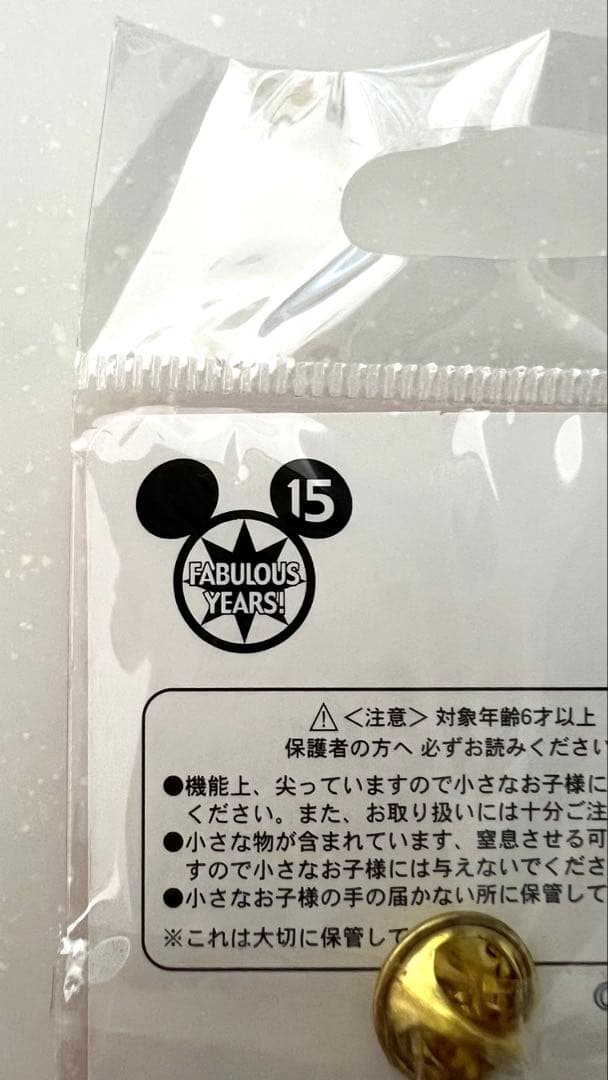 15
FABULOUS
YEARS!
⚠<注意> 対象年齢6才以上
保護者の方へ 必ずお読みください
●機能上、尖っていますので小さなお子様に
ください。また、お取り扱いには十分ご注
●小さな物が含まれています、窒息させる可
すので小さなお子様には与えないでくださ
●小さなお子様の手の届かない所に保管して
※これは大切に保管して
©